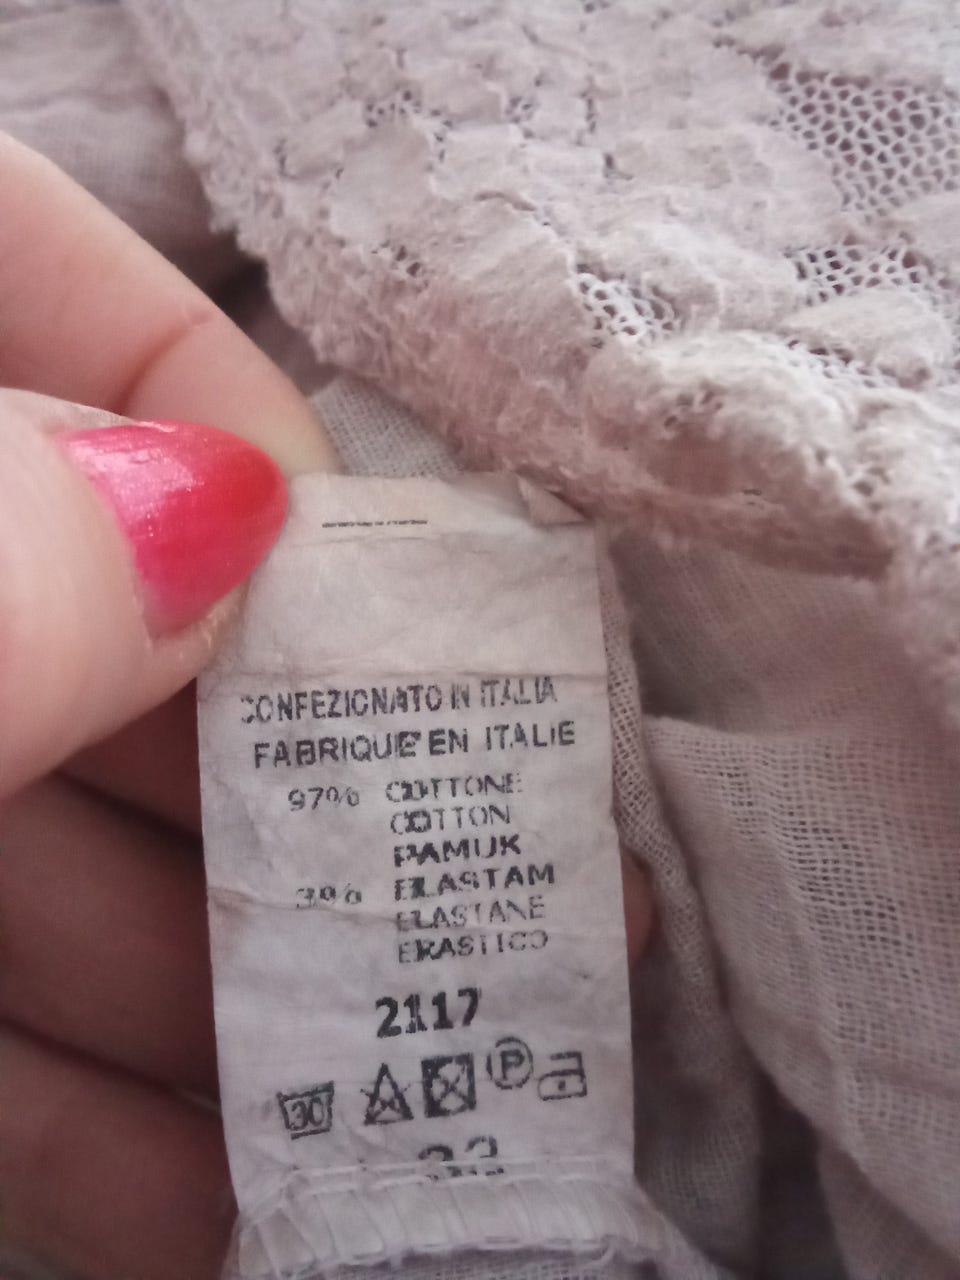 CONFEZIONATO IN ITALIA
FABRIQUE' EN ITALIE
97% COTTONE
COTTON
PAMUK
3% ELASTAM
ELASTANE
ERASTICO
2117
30 P